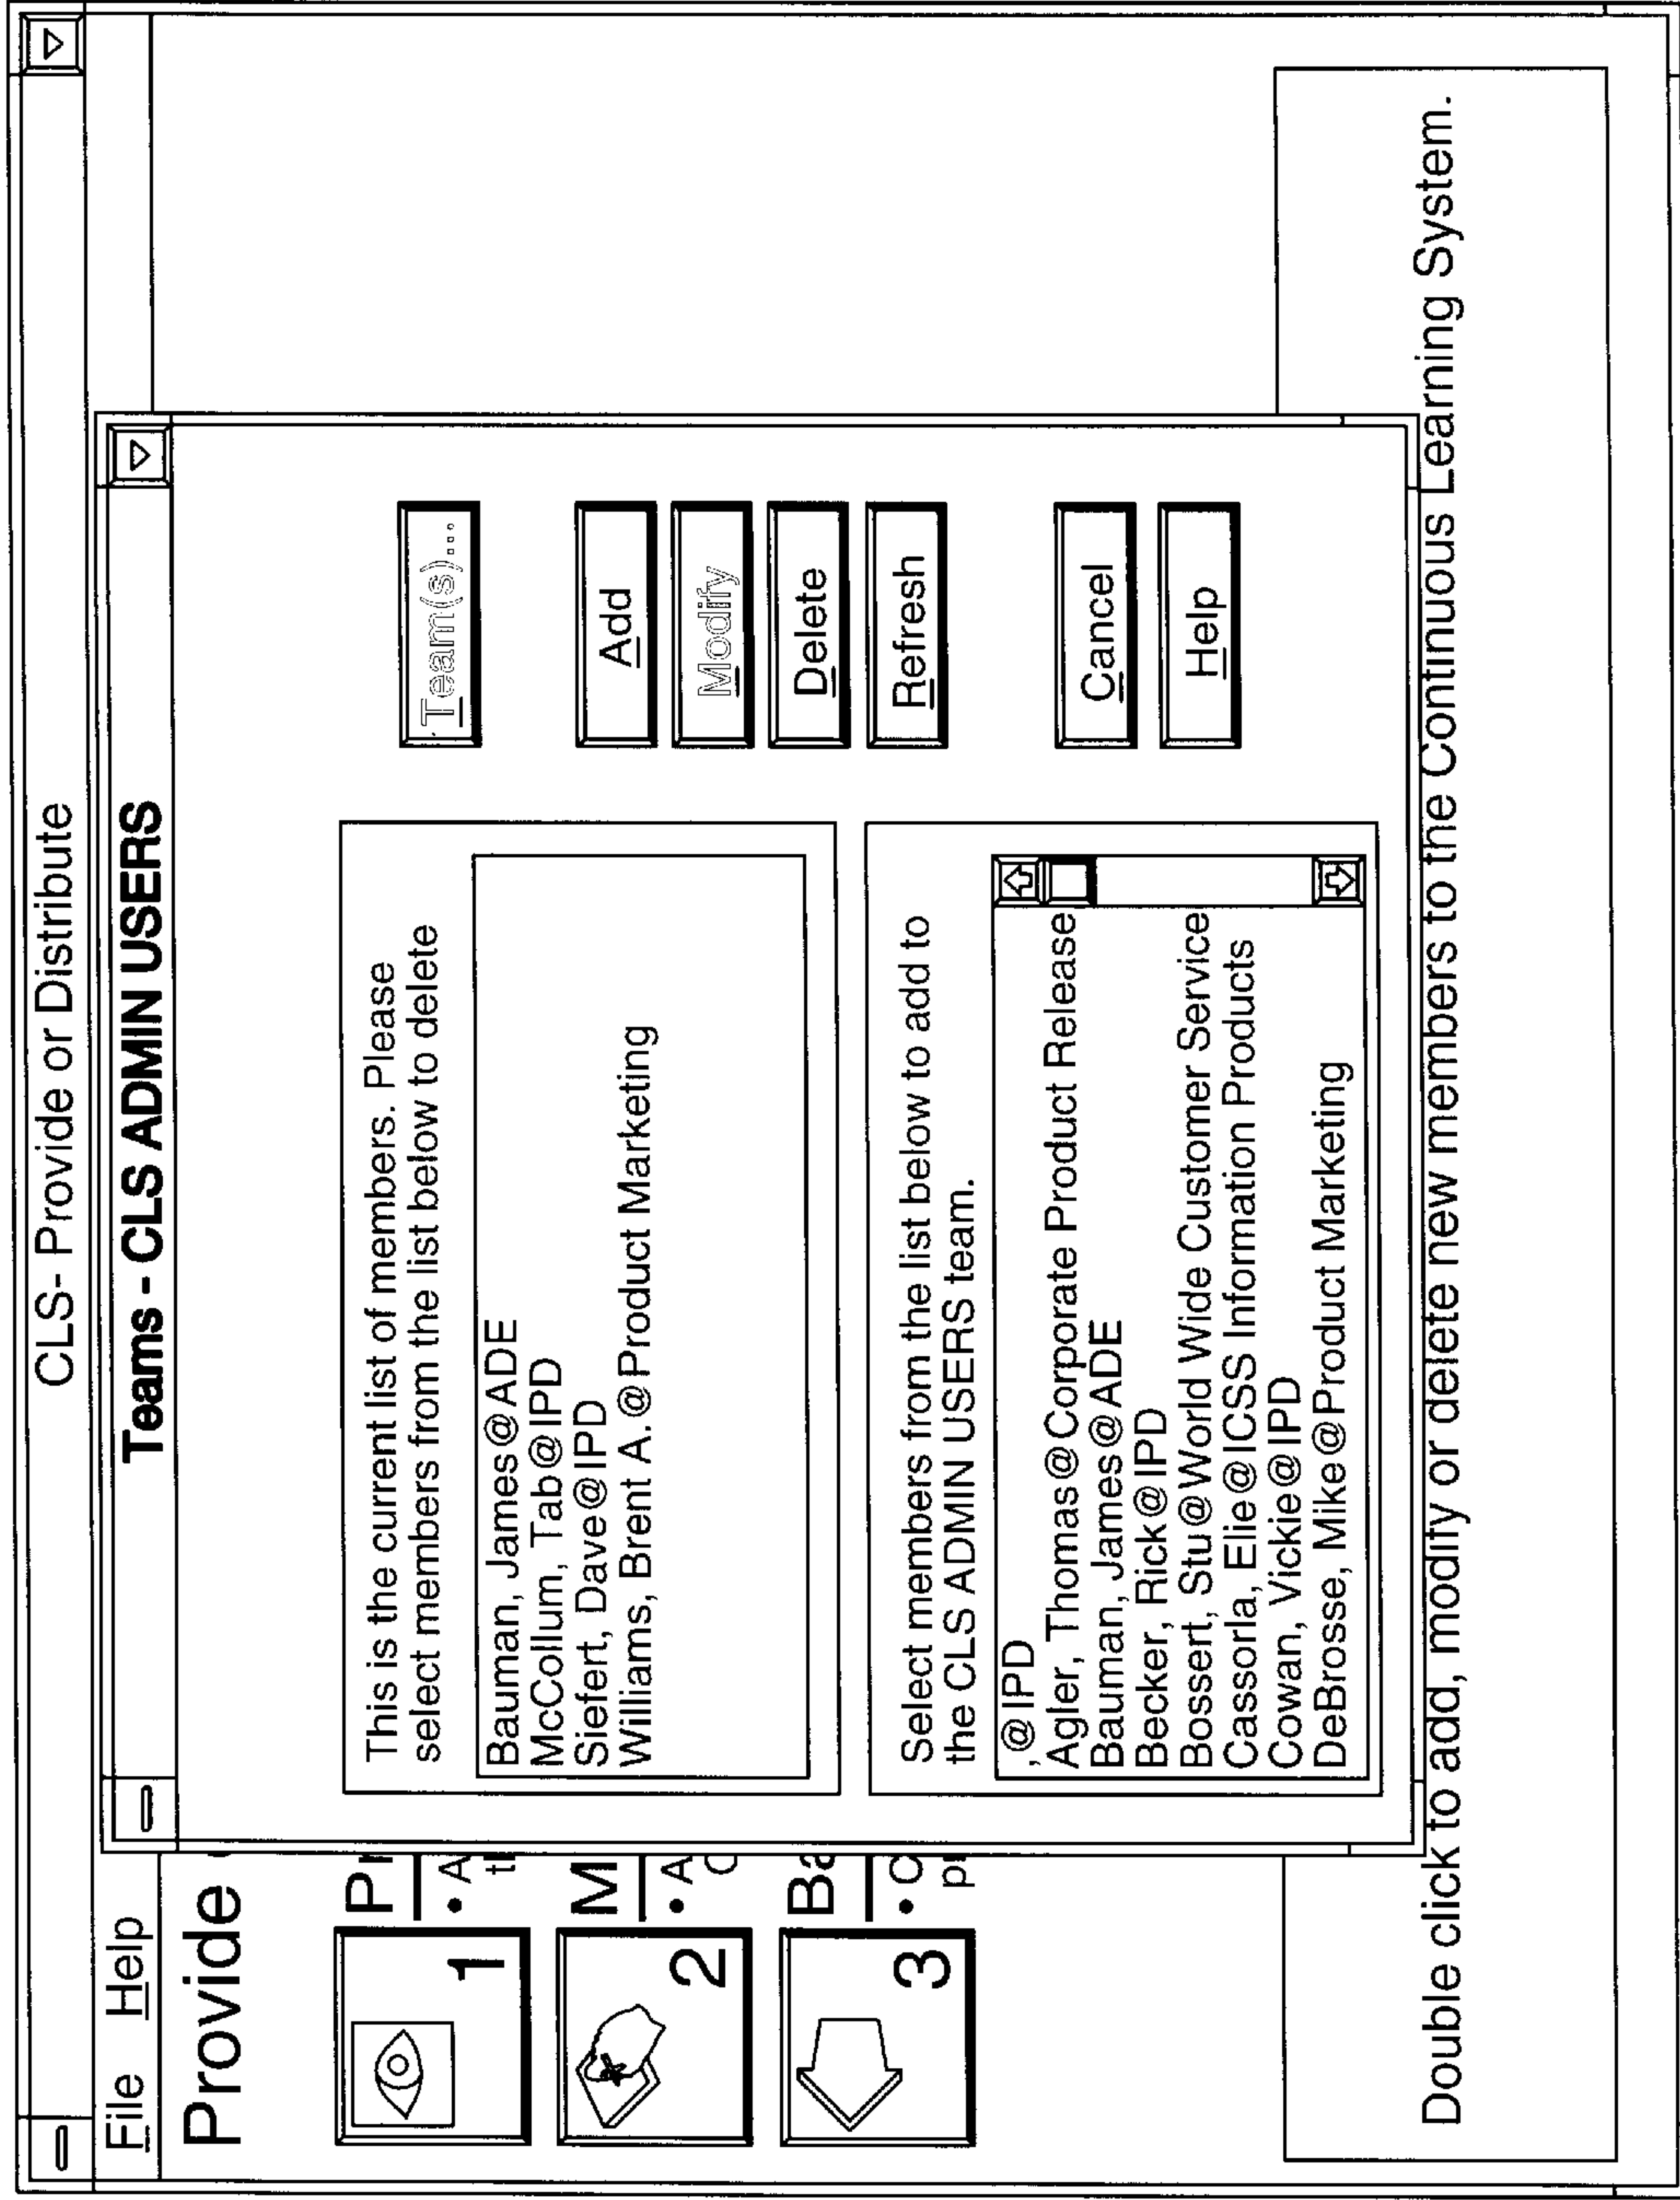 CLS- Provide or Distribute
File Help
Provide
1
2
3
Teams - CLS ADMIN USERS
This is the current list of members. Please
select members from the list below to delete
Bauman, James@ADE
McCollum, Tab@IPD
Siefert, Dave@IPD
Williams, Brent A.@Product Marketing
Select members from the list below to add to
the CLS ADMIN USERS team.
,@IPD
Agler, Thomas@Corporate Product Release
Bauman, James@ADE
Becker, Rick@IPD
Bossert, Stu@World Wide Customer Service
Cassorla, Elie@ICSS Information Products
Cowan, Vickie@IPD
DeBrosse, Mike@Product Marketing
Team(s)...
Add
Modify
Delete
Refresh
Cancel
Help
Double click to add, modify or delete new members to the Continuous Learning System.